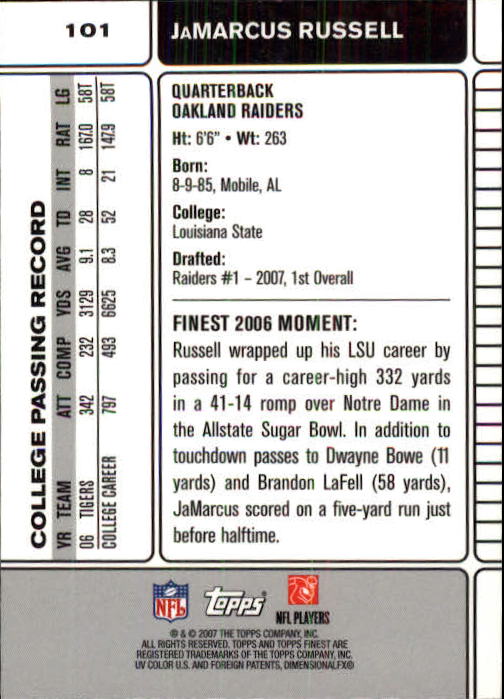 101
JAMARCUS RUSSELL
COLLEGE PASSING RECORD
YR TEAM ATT COMP YDS AVG TD INT RAT LG
06 TIGERS 342 232 3129 9.1 28 8 167.0 58T
COLLEGE CAREER 797 493 6625 8.3 52 21 147.9 58T
QUARTERBACK
OAKLAND RAIDERS
Ht: 6'6" • Wt: 263
Born:
8-9-85, Mobile, AL
College:
Louisiana State
Drafted:
Raiders #1 – 2007, 1st Overall
FINEST 2006 MOMENT:
Russell wrapped up his LSU career by
passing for a career-high 332 yards
in a 41-14 romp over Notre Dame in
the Allstate Sugar Bowl. In addition to
touchdown passes to Dwayne Bowe (11
yards) and Brandon LaFell (58 yards),
JaMarcus scored on a five-yard run just
before halftime.
NFL
TOPPS
NFL PLAYERS
® & © 2007 THE TOPPS COMPANY, INC.
ALL RIGHTS RESERVED. TOPPS AND TOPPS FINEST ARE
REGISTERED TRADEMARKS OF THE TOPPS COMPANY, INC.
UV COLOR U.S. AND FOREIGN PATENTS, DIMENSIONALFX®